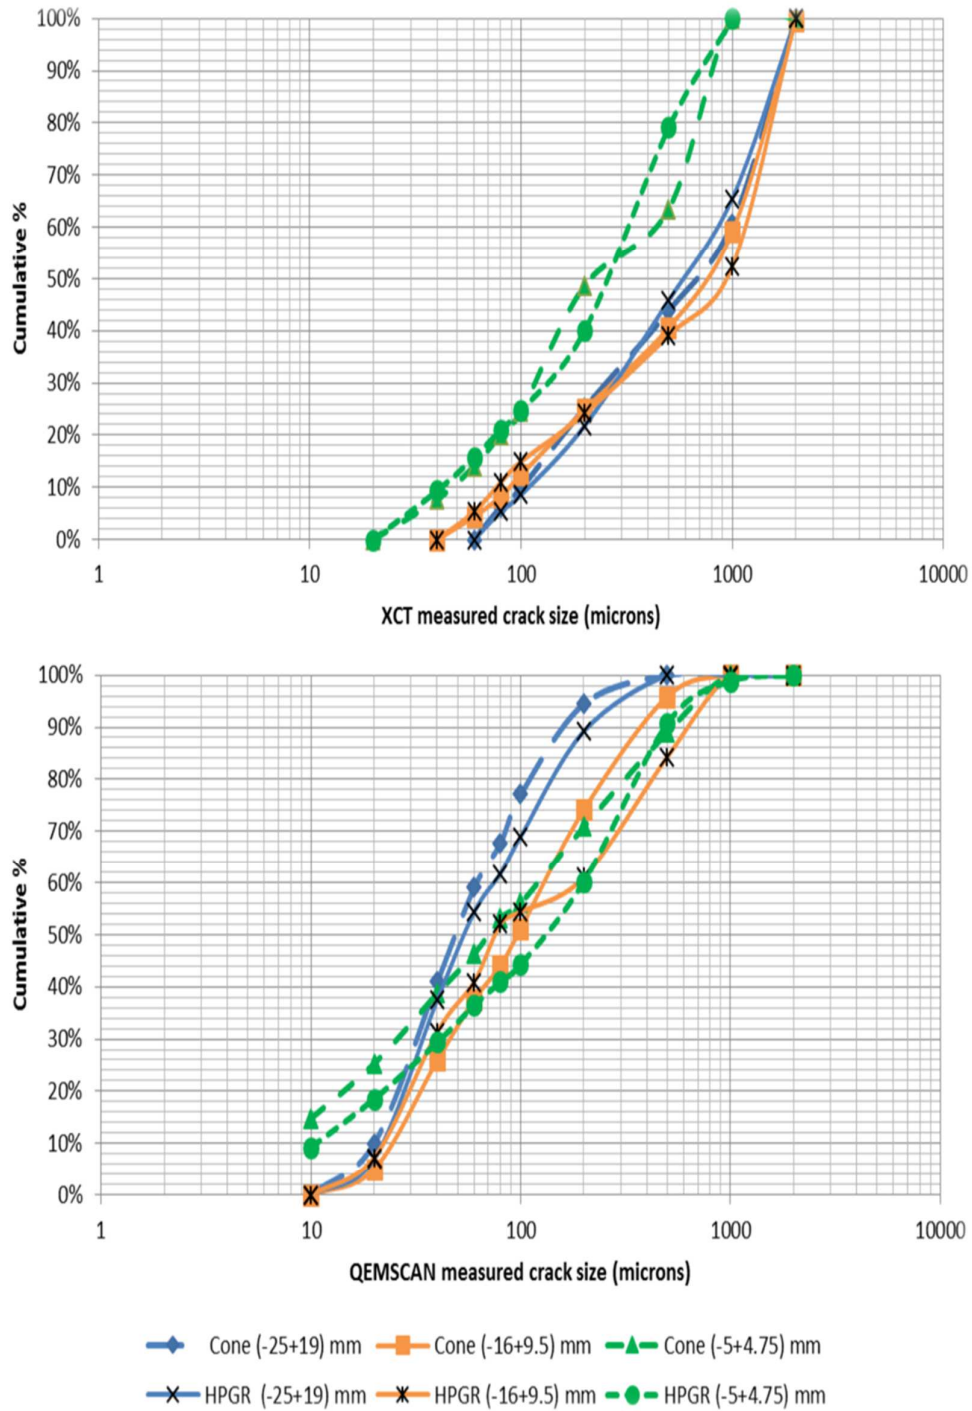 100%
90%
80%
70%
60%
50%
40%
30%
20%
10%
0%
Cumulative %
1 10 100 1000 10000
XCT measured crack size (microns)
100%
90%
80%
70%
60%
50%
40%
30%
20%
10%
0%
Cumulative %
1 10 100 1000 10000
QEMSCAN measured crack size (microns)
Cone (-25+19) mm Cone (-16+9.5) mm Cone (-5+4.75) mm
HPGR (-25+19) mm HPGR (-16+9.5) mm HPGR (-5+4.75) mm